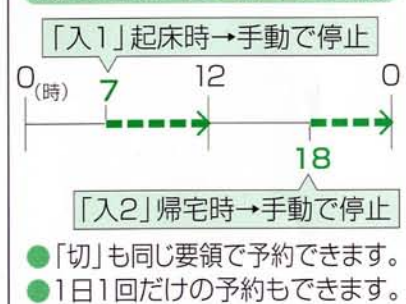 「入1」起床時→手動で停止
0(時) 7 12 0
18
「入2」帰宅時→手動で停止
●「切」も同じ要領で予約できます。
●1日1回だけの予約もできます。